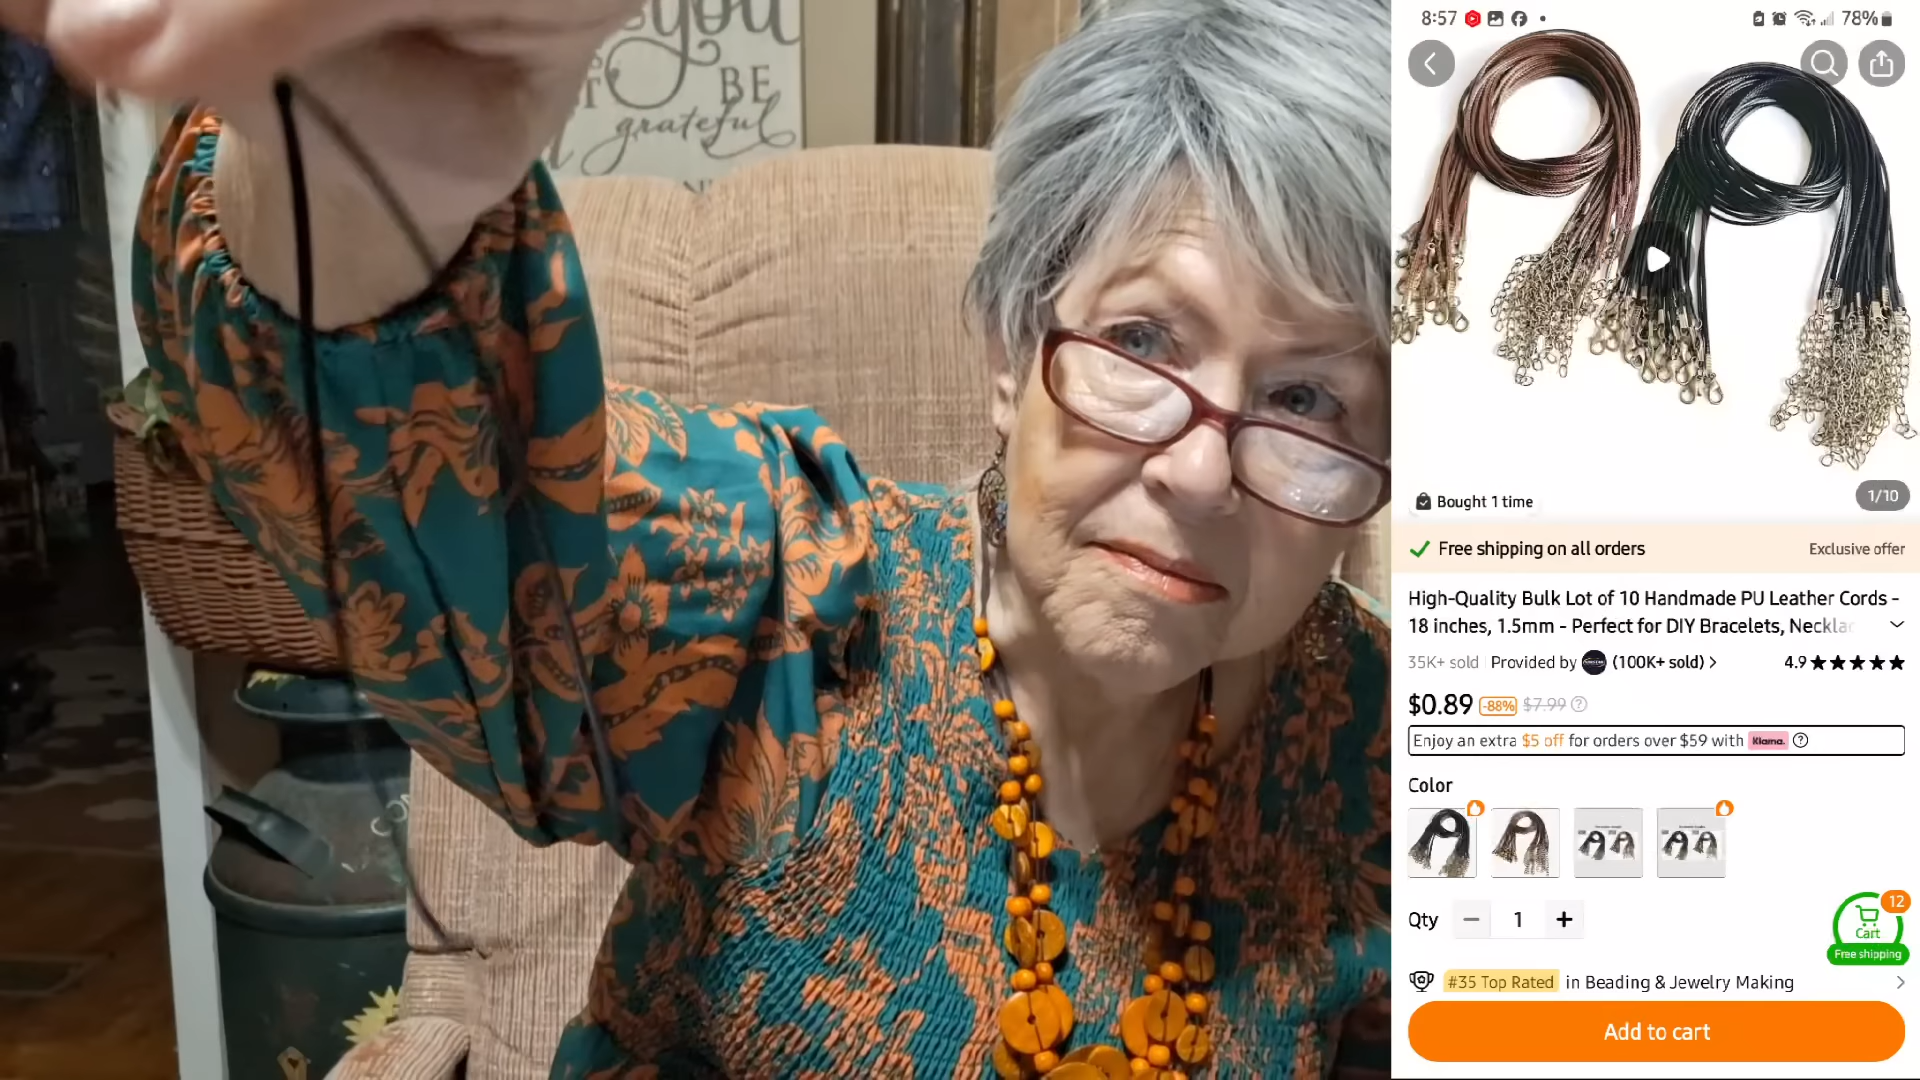 you
BE
grateful
8:57
78%
Bought 1 time
1/10
Free shipping on all orders
Exclusive offer
High-Quality Bulk Lot of 10 Handmade PU Leather Cords -
18 inches, 1.5mm - Perfect for DIY Bracelets,
35K+ sold Provided by (100K+ sold) >
4.9
$0.89 -88% $7.99
Enjoy an extra $5 off for orders over $59 with Klarna.
Color
Qty 1
12
Cart
Free shipping
#35 Top Rated in Beading & Jewelry Making
Add to cart